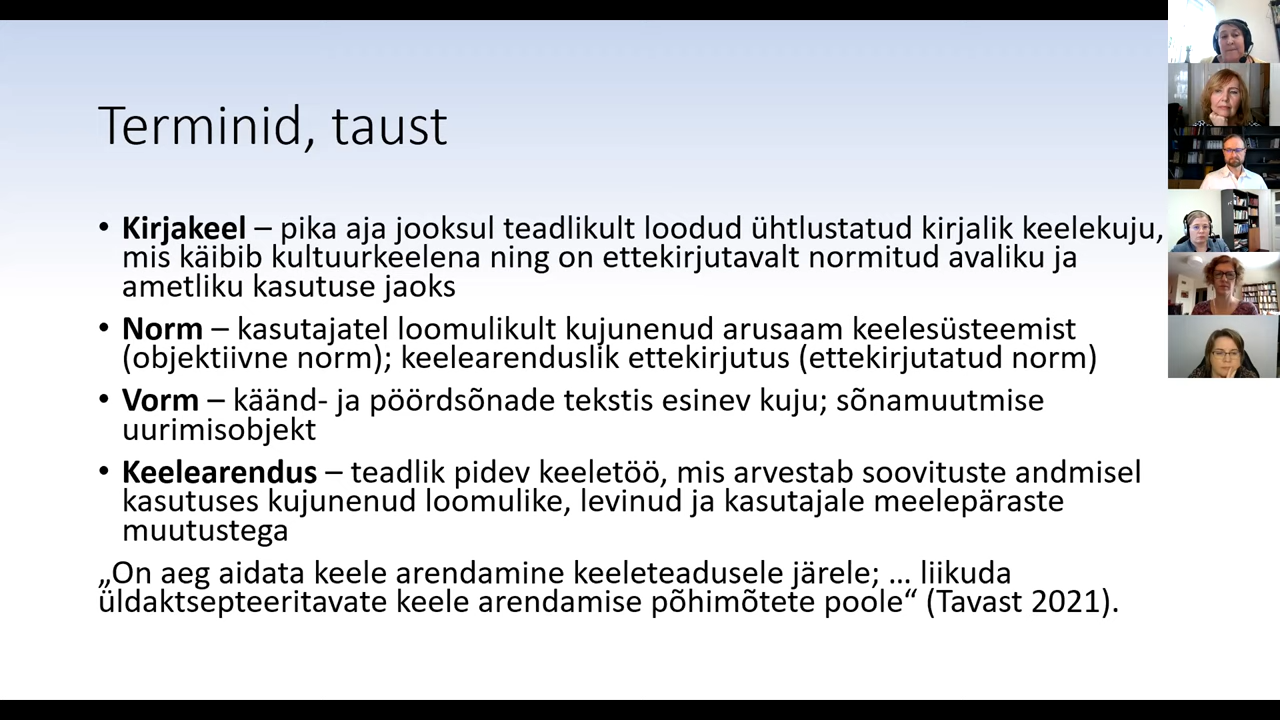 Terminid, taust
• Kirjakeel – pika aja jooksul teadlikult loodud ühtlustatud kirjalik keelekuju,
mis käibib kultuurkeelena ning on ettekirjutavalt normitud avaliku ja
ametliku kasutuse jaoks
• Norm – kasutajatel loomulikult kujunenud arusaam keelesüsteemist
(objektiivne norm); keelearenduslik ettekirjutus (ettekirjutatud norm)
• Vorm – käänd- ja pöördsõnade tekstis esinev kuju; sõnamuutmise
uurimisobjekt
• Keelearendus – teadlik pidev keeletöö, mis arvestab soovituste andmisel
kasutuses kujunenud loomulike, levinud ja kasutajale meelepäraste
muutustega
„On aeg aidata keele arendamine keeleteadusele järele; … liikuda
üldaktsepteeritavate keele arendamise põhimõtete poole“ (Tavast 2021).